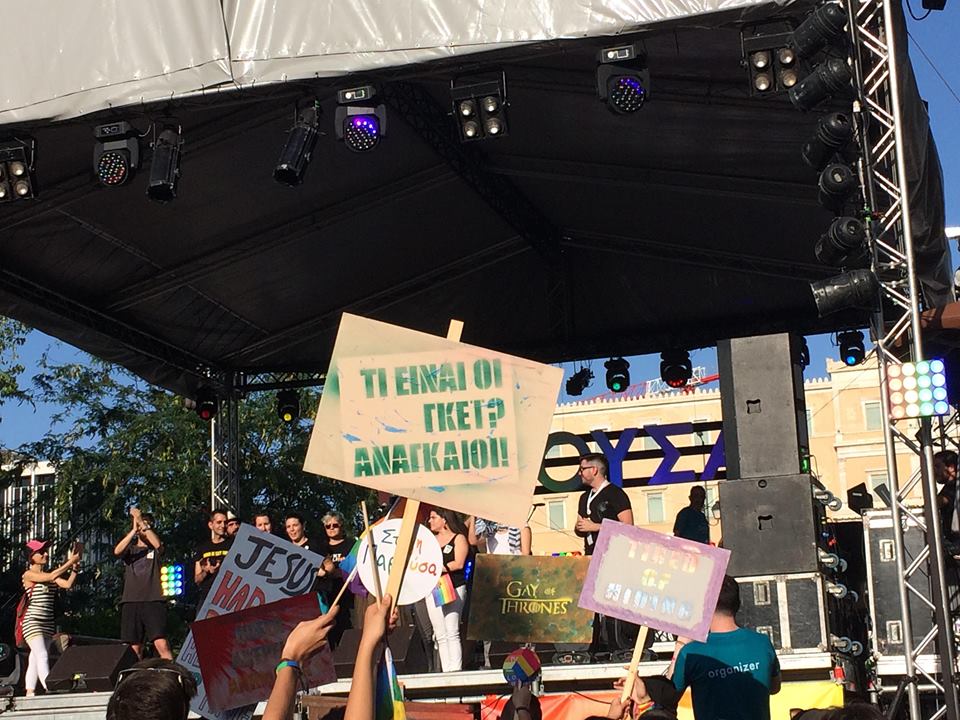 ΤΙ ΕΙΝΑΙ ΟΙ
ΓΚΕΤ?
ΑΝΑΓΚΑΙΟΙ!
ΟΥΣΑ
JESUS
HAD
GAY OF
THRONES
TIRED
OF
HIDING
organizer